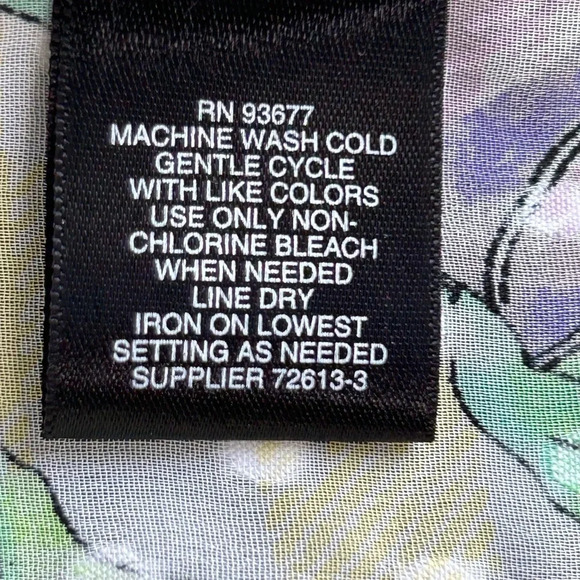 RN 93677
MACHINE WASH COLD
GENTLE CYCLE
WITH LIKE COLORS
USE ONLY NON-
CHLORINE BLEACH
WHEN NEEDED
LINE DRY
IRON ON LOWEST
SETTING AS NEEDED
SUPPLIER 72613-3